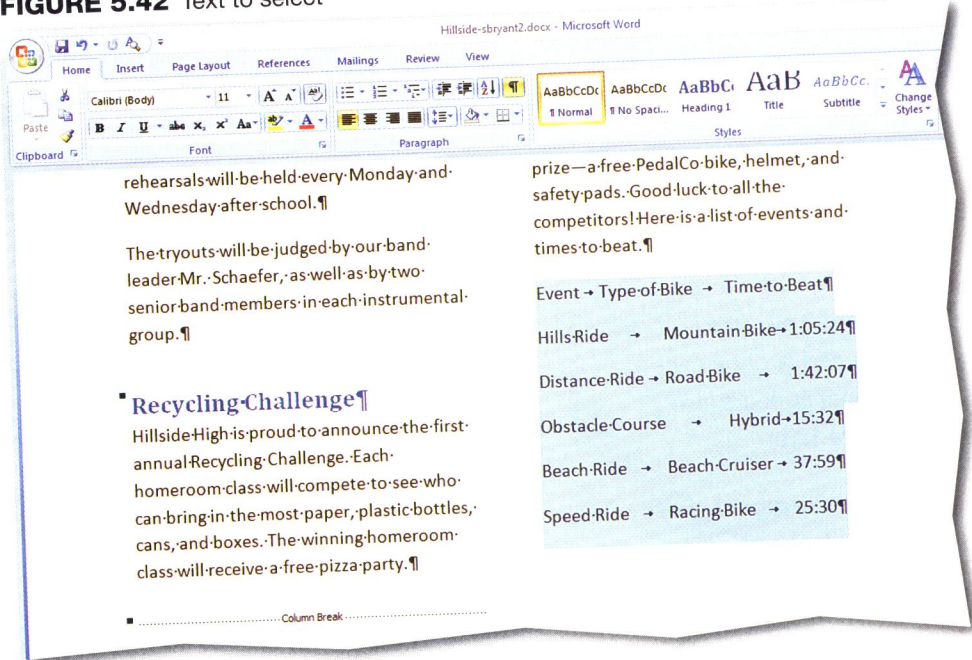 FIGURE 5.42 Text to select
Hillside-sbryant2.docx - Microsoft Word
Home Insert Page Layout References Mailings Review View
Paste
Clipboard
Calibri (Body) 11
B I U abc X₂ X² Aa A
Font
Paragraph
AaBbCcDc AaBbCcDc AaBbC AaB AaBbCc.
¶ Normal ¶ No Spaci... Heading 1 Title Subtitle
Change Styles
Styles
rehearsals·will·be·held·every·Monday·and·
Wednesday·after·school.¶
The·tryouts·will·be·judged·by·our·band·
leader·Mr.·Schaefer,·as·well·as·by·two·
senior·band·members·in·each·instrumental·
group.¶
Recycling·Challenge¶
Hillside·High·is·proud·to·announce·the·first·
annual·Recycling·Challenge.·Each·
homeroom·class·will·compete·to·see·who·
can·bring·in·the·most·paper,·plastic·bottles,·
cans,·and·boxes.·The·winning·homeroom·
class·will·receive·a·free·pizza·party.¶
Column Break
prize—a·free·PedalCo·bike,·helmet,·and·
safety·pads.·Good·luck·to·all·the·
competitors!·Here·is·a·list·of·events·and·
times·to·beat.¶
Event→Type·of·Bike → Time·to·Beat¶
Hills·Ride → Mountain·Bike→1:05:24¶
Distance·Ride→Road·Bike → 1:42:07¶
Obstacle·Course → Hybrid→15:32¶
Beach·Ride → Beach·Cruiser→37:59¶
Speed·Ride → Racing·Bike → 25:30¶